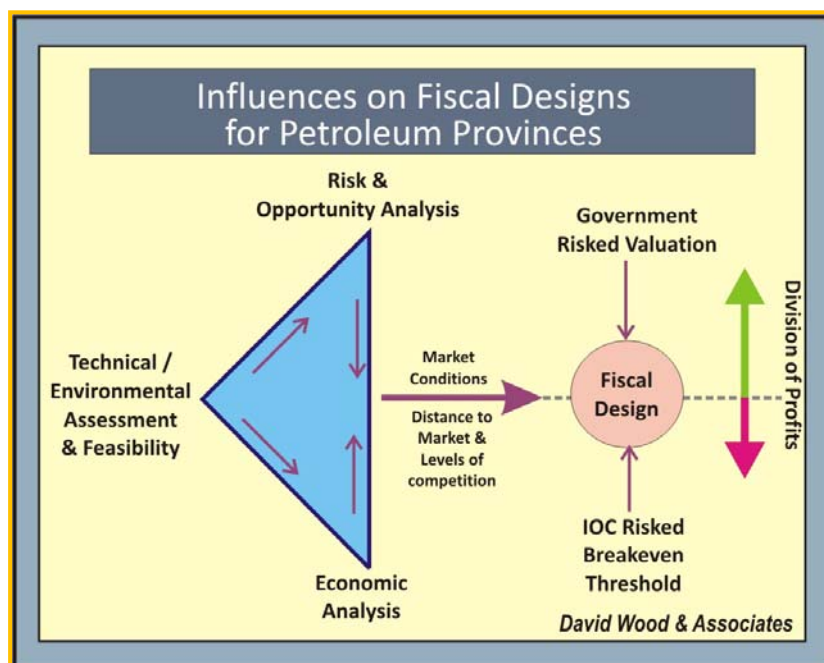 Influences on Fiscal Designs
for Petroleum Provinces
Risk &
Opportunity Analysis
Technical /
Environmental
Assessment
& Feasibility
Economic
Analysis
Market
Conditions
Distance to
Market &
Levels of
competition
Government
Risked Valuation
Fiscal
Design
IOC Risked
Breakeven
Threshold
Division of Profits
David Wood & Associates